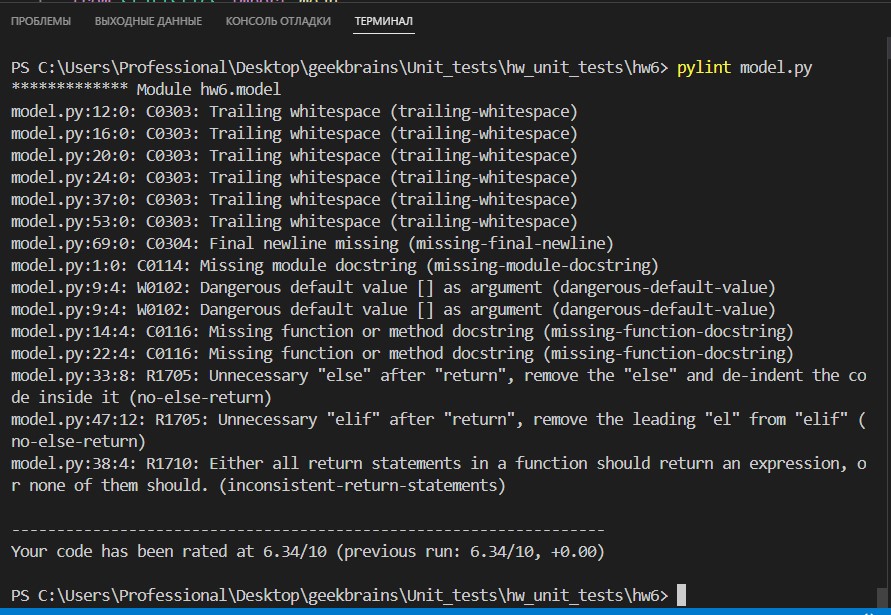 ПРОБЛЕМЫ ВЫХОДНЫЕ ДАННЫЕ КОНСОЛЬ ОТЛАДКИ ТЕРМИНАЛ
PS C:\Users\Professional\Desktop\geekbrains\Unit_tests\hw_unit_tests\hw6> pylint model.py
************* Module hw6.model
model.py:12:0: C0303: Trailing whitespace (trailing-whitespace)
model.py:16:0: C0303: Trailing whitespace (trailing-whitespace)
model.py:20:0: C0303: Trailing whitespace (trailing-whitespace)
model.py:24:0: C0303: Trailing whitespace (trailing-whitespace)
model.py:37:0: C0303: Trailing whitespace (trailing-whitespace)
model.py:53:0: C0303: Trailing whitespace (trailing-whitespace)
model.py:69:0: C0304: Final newline missing (missing-final-newline)
model.py:1:0: C0114: Missing module docstring (missing-module-docstring)
model.py:9:4: W0102: Dangerous default value [] as argument (dangerous-default-value)
model.py:9:4: W0102: Dangerous default value [] as argument (dangerous-default-value)
model.py:14:4: C0116: Missing function or method docstring (missing-function-docstring)
model.py:22:4: C0116: Missing function or method docstring (missing-function-docstring)
model.py:33:8: R1705: Unnecessary "else" after "return", remove the "else" and de-indent the co
de inside it (no-else-return)
model.py:47:12: R1705: Unnecessary "elif" after "return", remove the leading "el" from "elif" (
no-else-return)
model.py:38:4: R1710: Either all return statements in a function should return an expression, o
r none of them should. (inconsistent-return-statements)
------------------------------------------------------------------
Your code has been rated at 6.34/10 (previous run: 6.34/10, +0.00)
PS C:\Users\Professional\Desktop\geekbrains\Unit_tests\hw_unit_tests\hw6>